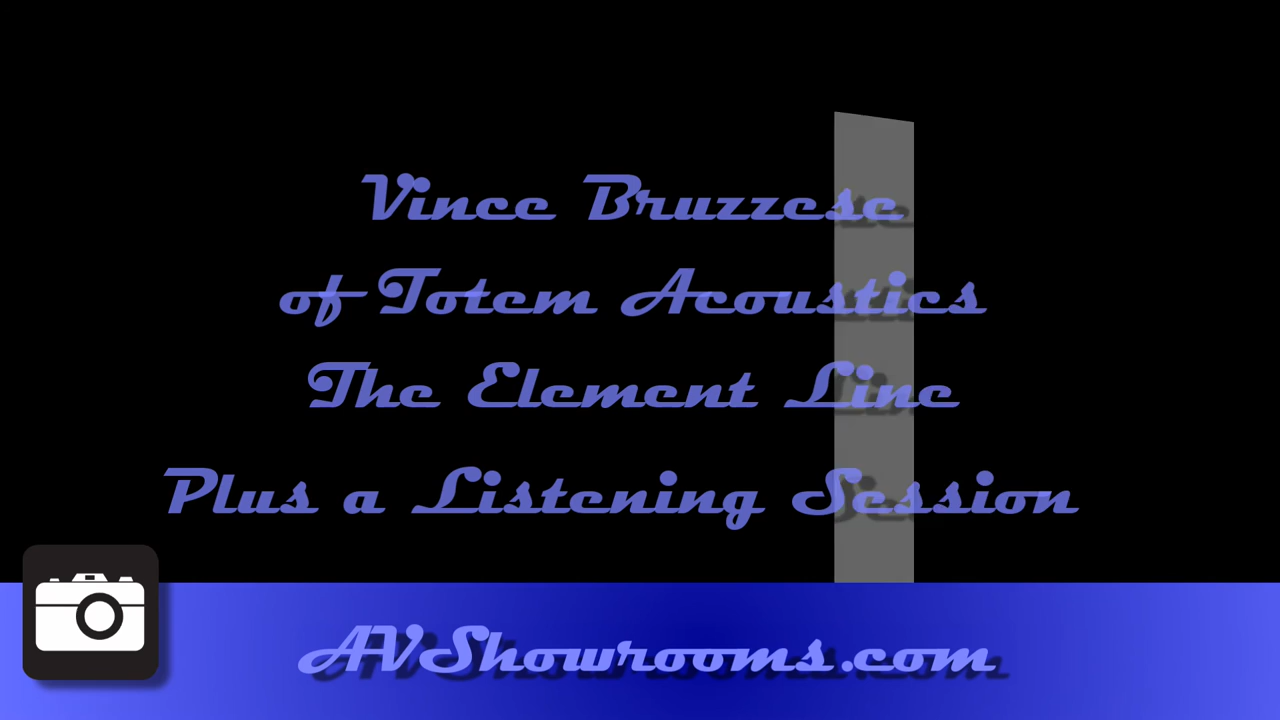 Vince Bruzzese
of Totem Acoustics
The Element Line
Plus a Listening Session
AVShowrooms.com